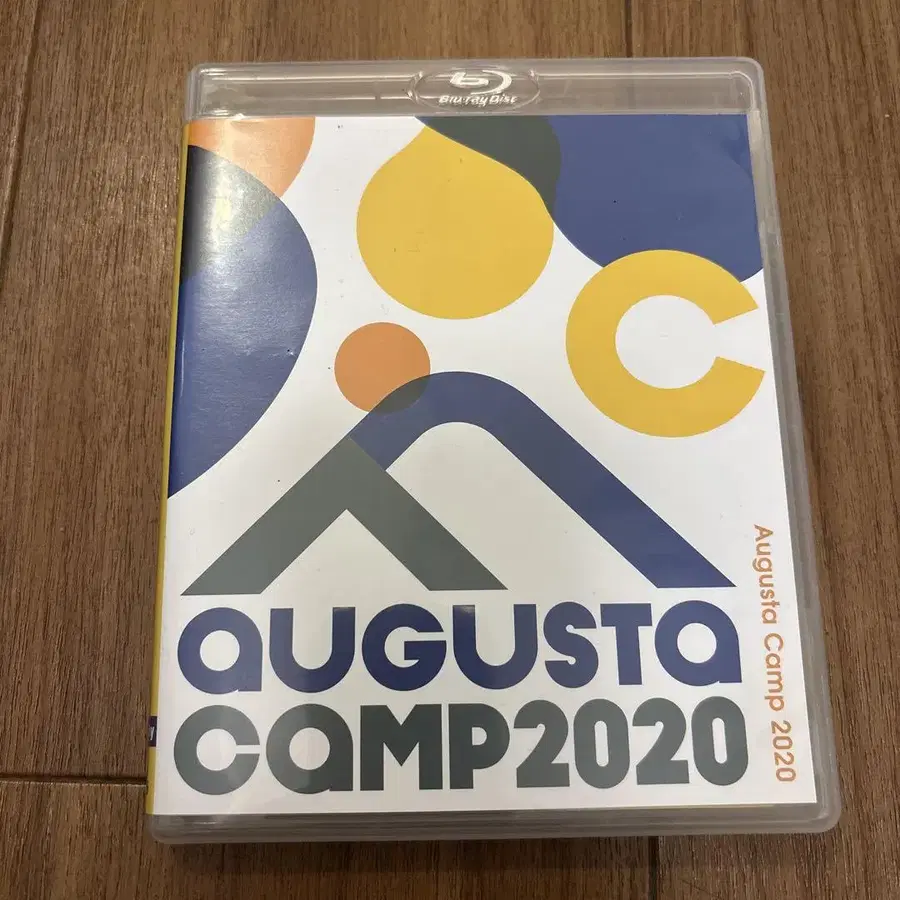 Blu-ray Disc
C
augusta
camp2020
Augusta Camp 2020